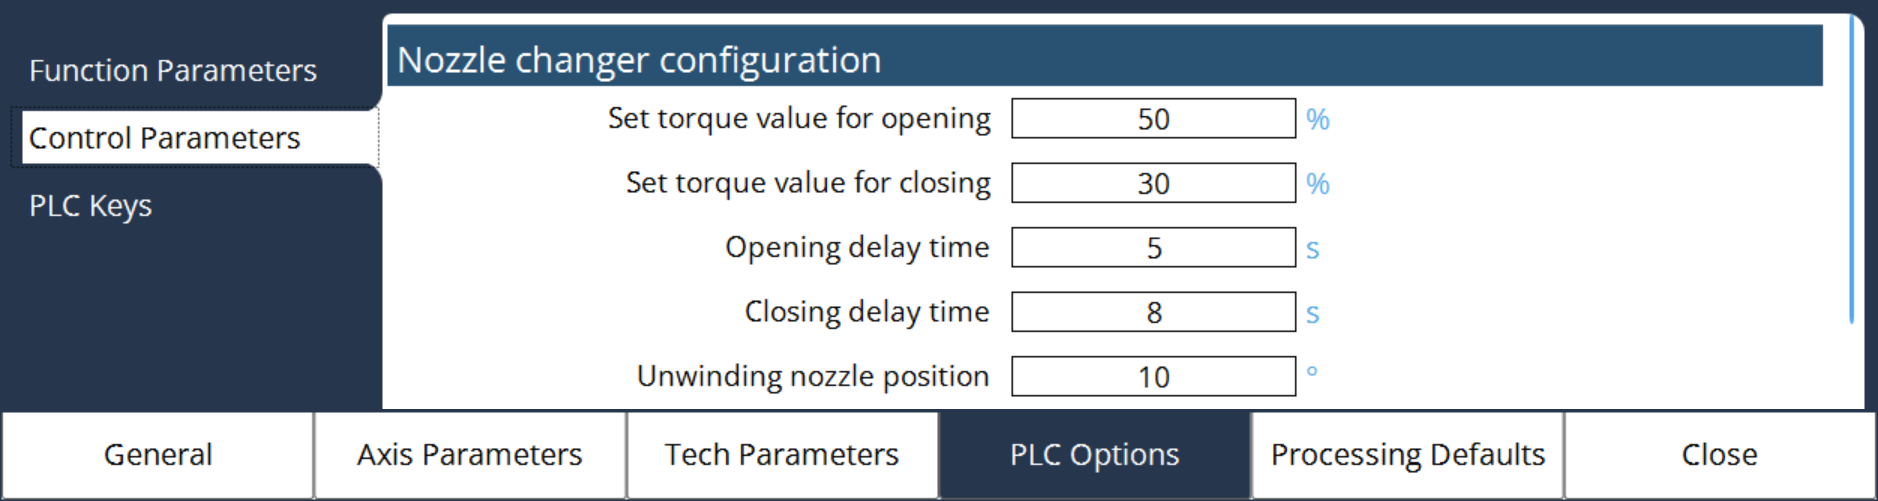 Function Parameters
Control Parameters
PLC Keys
Nozzle changer configuration
Set torque value for opening 50 %
Set torque value for closing 30 %
Opening delay time 5 s
Closing delay time 8 s
Unwinding nozzle position 10 °
General Axis Parameters Tech Parameters PLC Options Processing Defaults Close